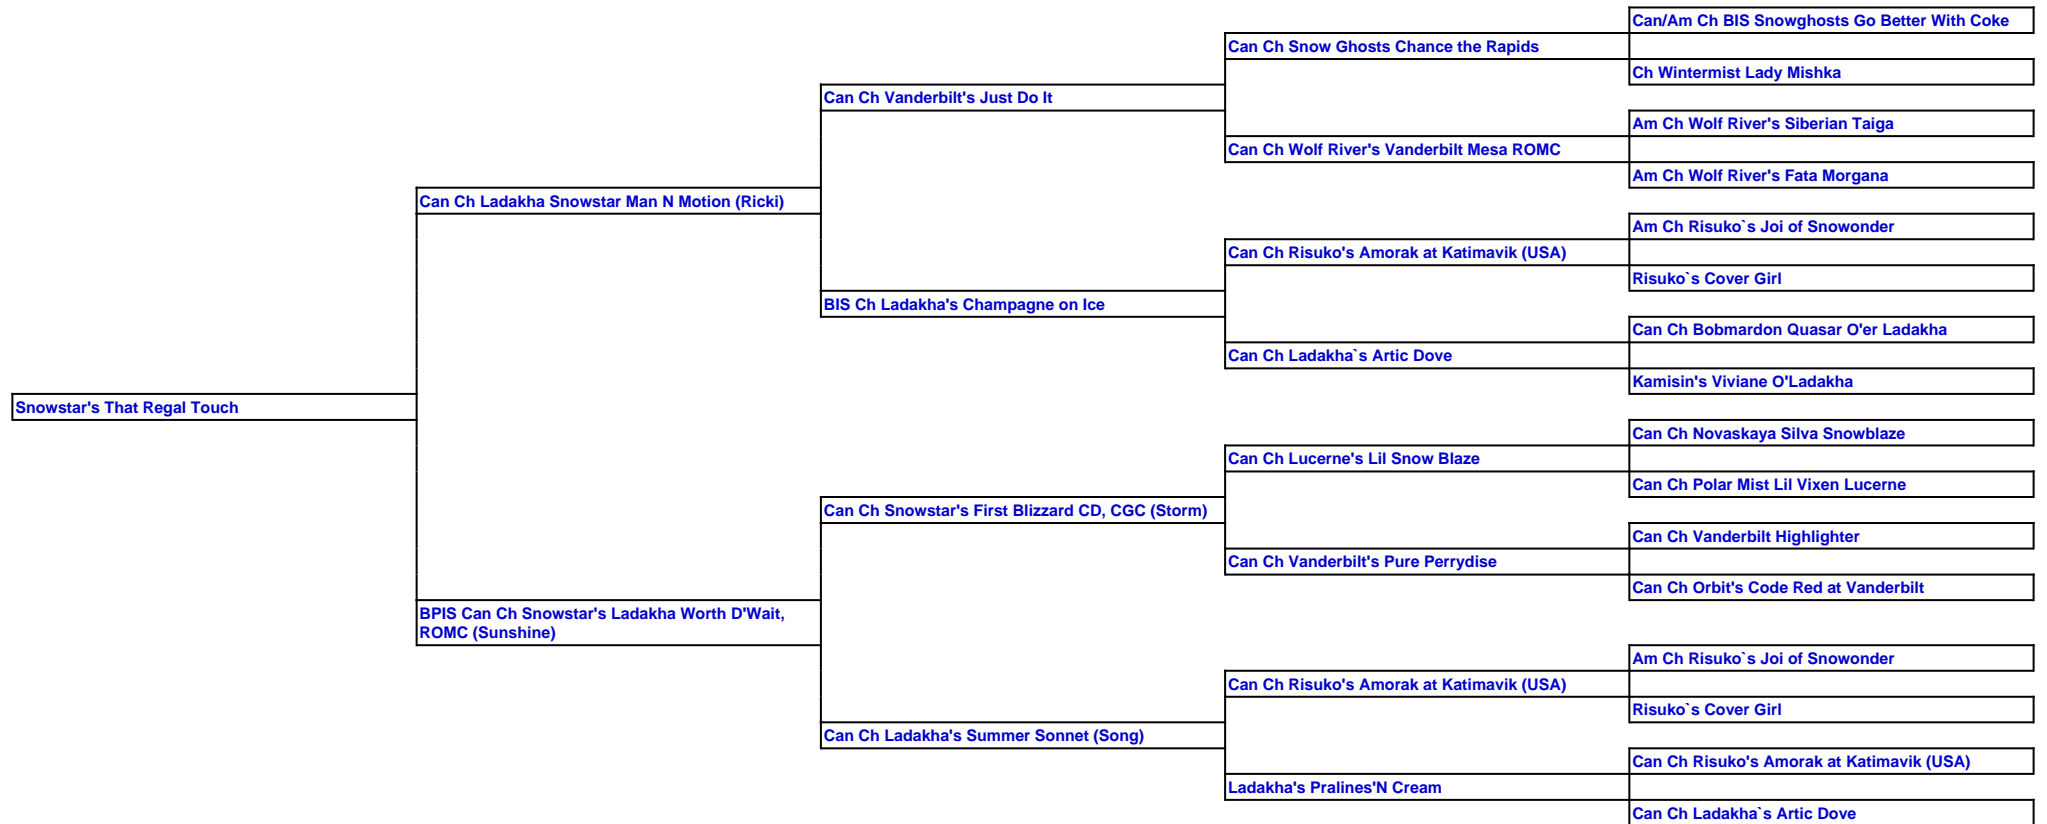 Can/Am Ch BIS Snowghosts Go Better With Coke
Can Ch Snow Ghosts Chance the Rapids
Ch Wintermist Lady Mishka
Can Ch Vanderbilt's Just Do It
Am Ch Wolf River's Siberian Taiga
Can Ch Wolf River's Vanderbilt Mesa ROMC
Am Ch Wolf River's Fata Morgana
Can Ch Ladakha Snowstar Man N Motion (Ricki)
Am Ch Risuko`s Joi of Snowonder
Can Ch Risuko's Amorak at Katimavik (USA)
Risuko`s Cover Girl
BIS Ch Ladakha's Champagne on Ice
Can Ch Bobmardon Quasar O'er Ladakha
Can Ch Ladakha`s Artic Dove
Kamisin's Viviane O'Ladakha
Snowstar's That Regal Touch
Can Ch Novaskaya Silva Snowblaze
Can Ch Lucerne's Lil Snow Blaze
Can Ch Polar Mist Lil Vixen Lucerne
Can Ch Snowstar's First Blizzard CD, CGC (Storm)
Can Ch Vanderbilt Highlighter
Can Ch Vanderbilt's Pure Perrydise
Can Ch Orbit's Code Red at Vanderbilt
BPIS Can Ch Snowstar's Ladakha Worth D'Wait,
ROMC (Sunshine)
Am Ch Risuko`s Joi of Snowonder
Can Ch Risuko's Amorak at Katimavik (USA)
Risuko`s Cover Girl
Can Ch Ladakha's Summer Sonnet (Song)
Can Ch Risuko's Amorak at Katimavik (USA)
Ladakha's Pralines'N Cream
Can Ch Ladakha`s Artic Dove